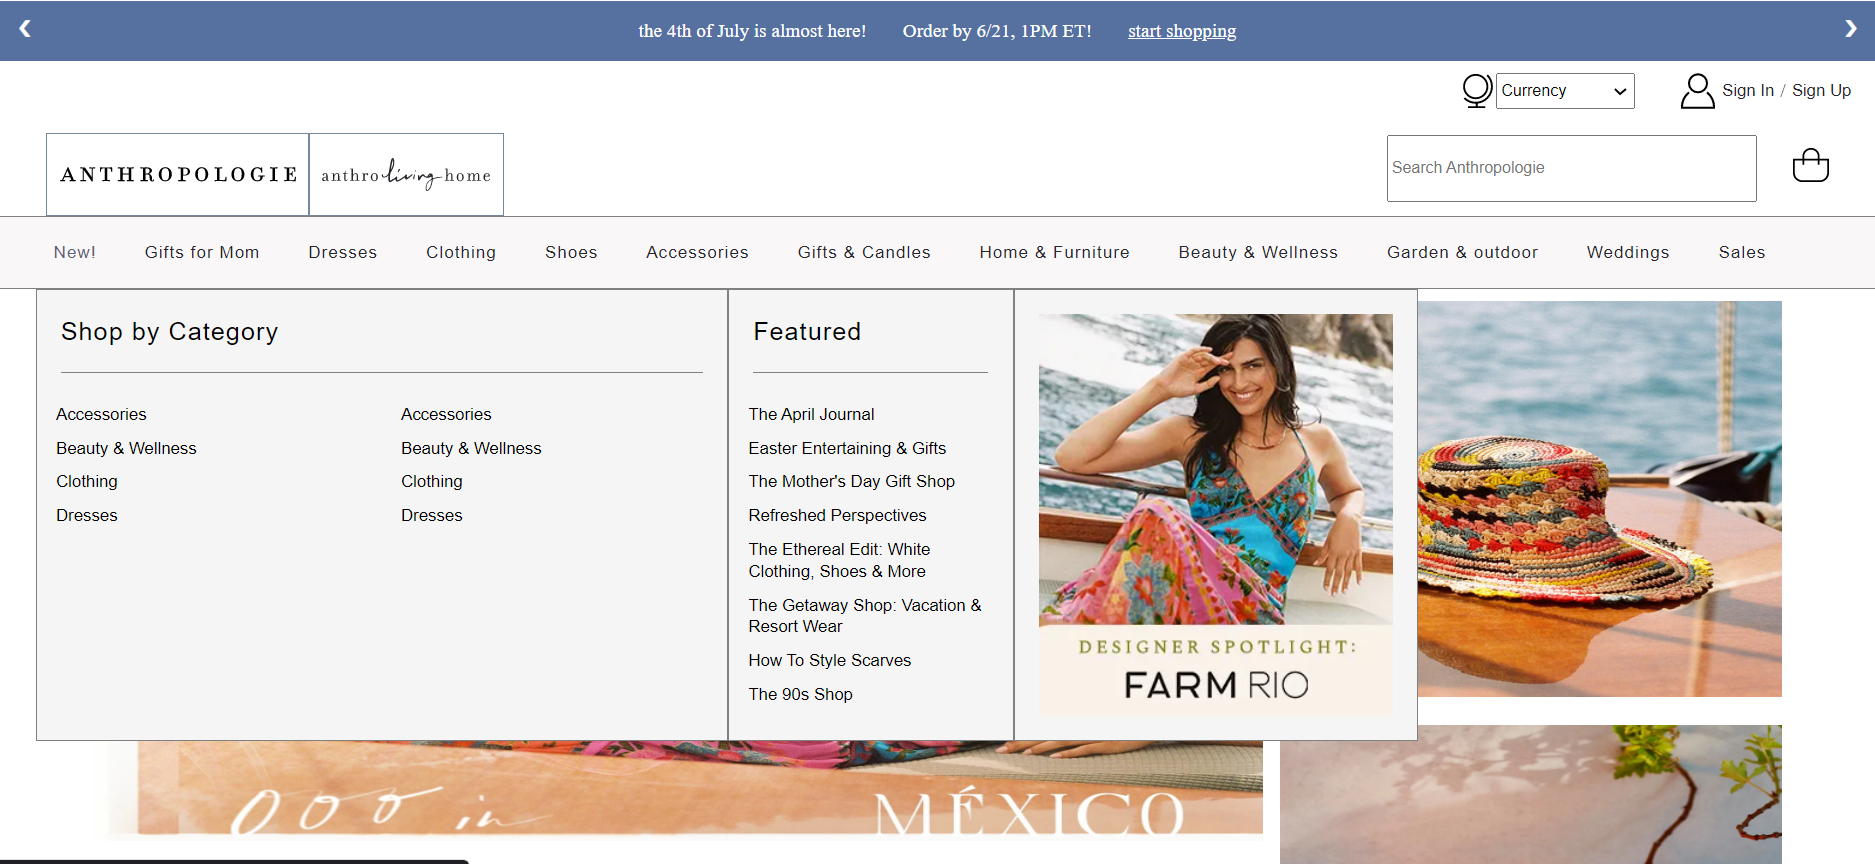 the 4th of July is almost here! Order by 6/21, 1PM ET! start shopping
Currency
Sign In / Sign Up
ANTHROPOLOGIE
anthro living home
Search Anthropologie
New! Gifts for Mom Dresses Clothing Shoes Accessories Gifts & Candles Home & Furniture Beauty & Wellness Garden & outdoor Weddings Sales
Shop by Category
Accessories
Beauty & Wellness
Clothing
Dresses
Accessories
Beauty & Wellness
Clothing
Dresses
Featured
The April Journal
Easter Entertaining & Gifts
The Mother's Day Gift Shop
Refreshed Perspectives
The Ethereal Edit: White
Clothing, Shoes & More
The Getaway Shop: Vacation &
Resort Wear
How To Style Scarves
The 90s Shop
DESIGNER SPOTLIGHT:
FARM RIO
in
MÉXICO